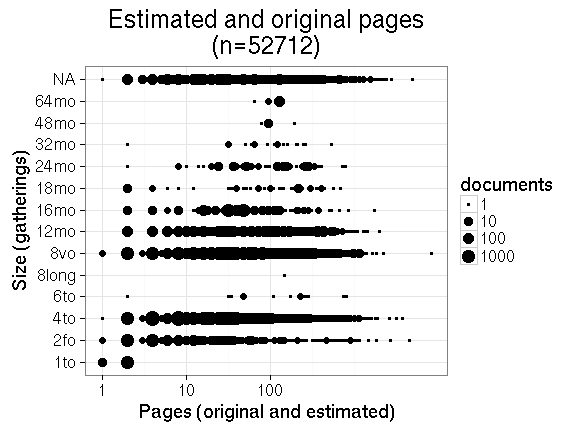 Estimated and original pages
(n=52712)
Size (gatherings)
NA
64mo
48mo
32mo
24mo
18mo
16mo
12mo
8vo
8long
6to
4to
2fo
1to
1 10 100
Pages (original and estimated)
documents
1
10
100
1000